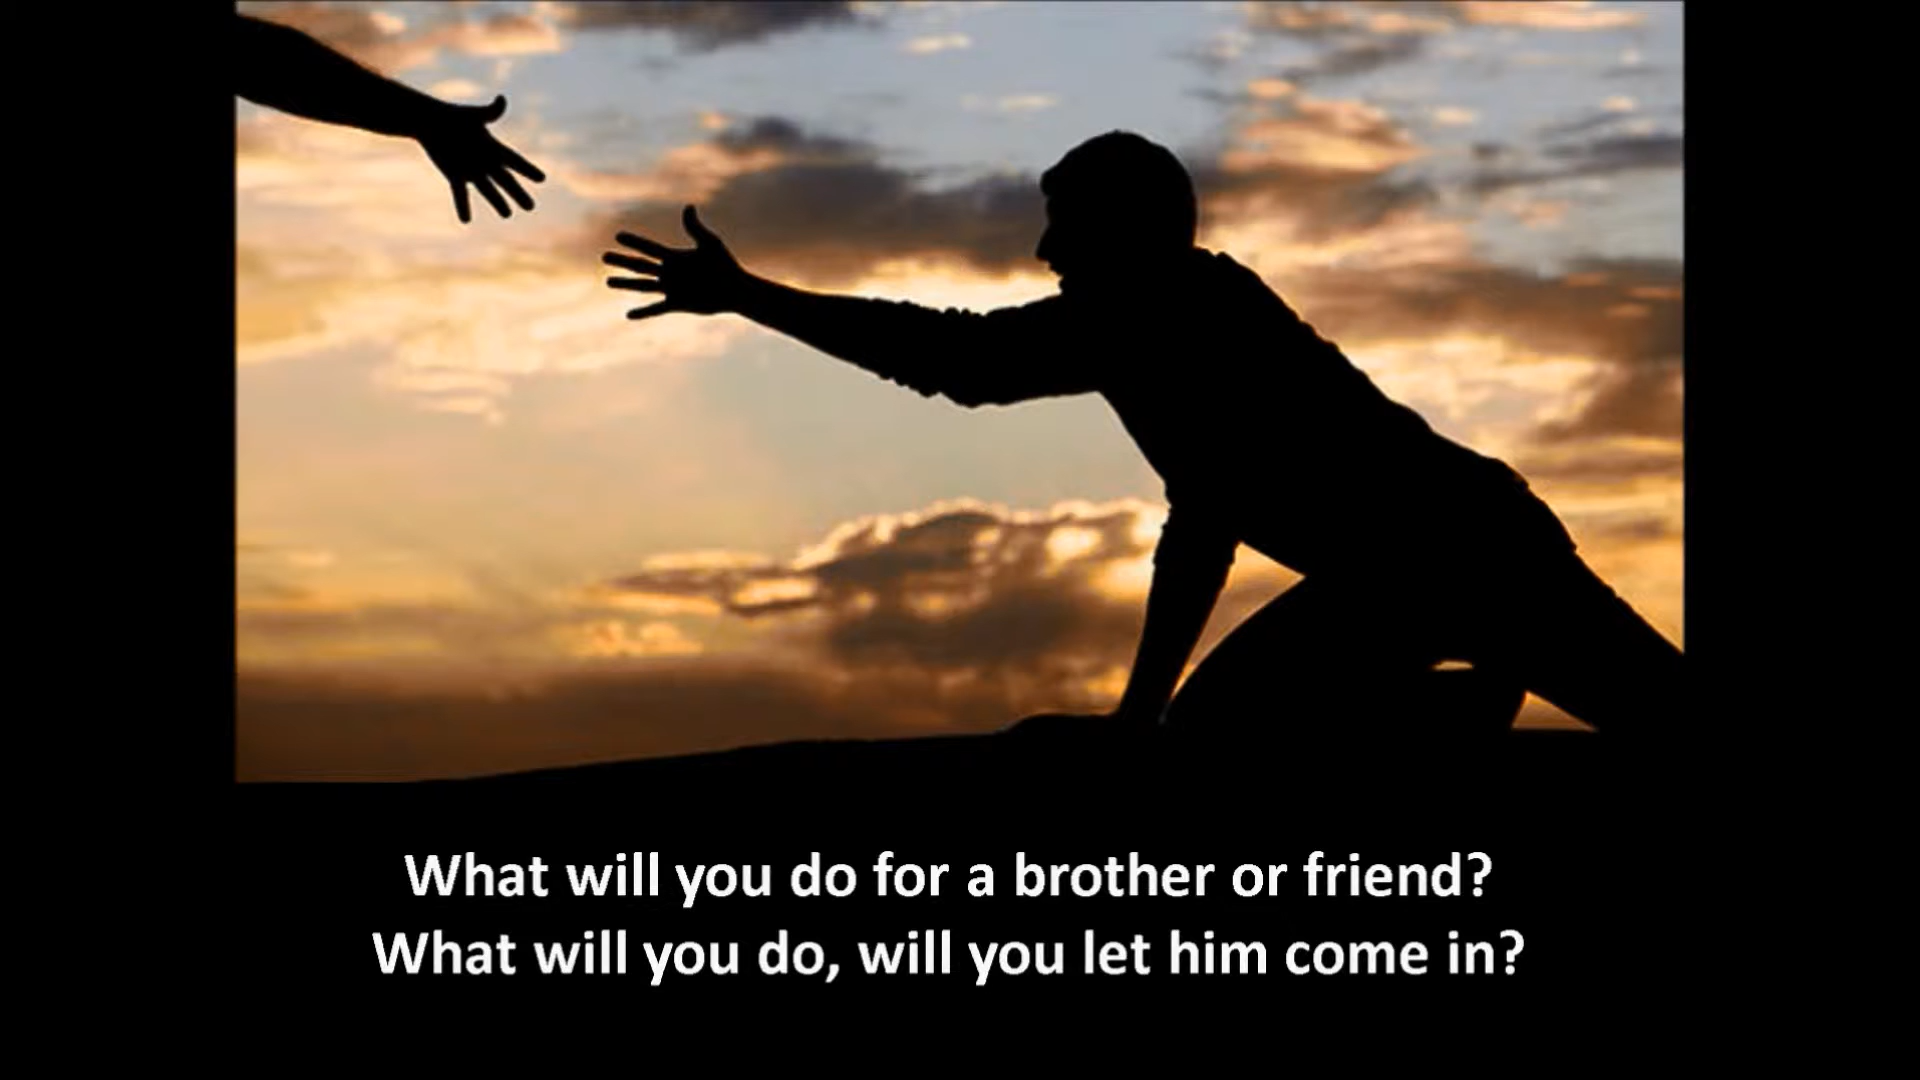 What will you do for a brother or friend?
What will you do, will you let him come in?